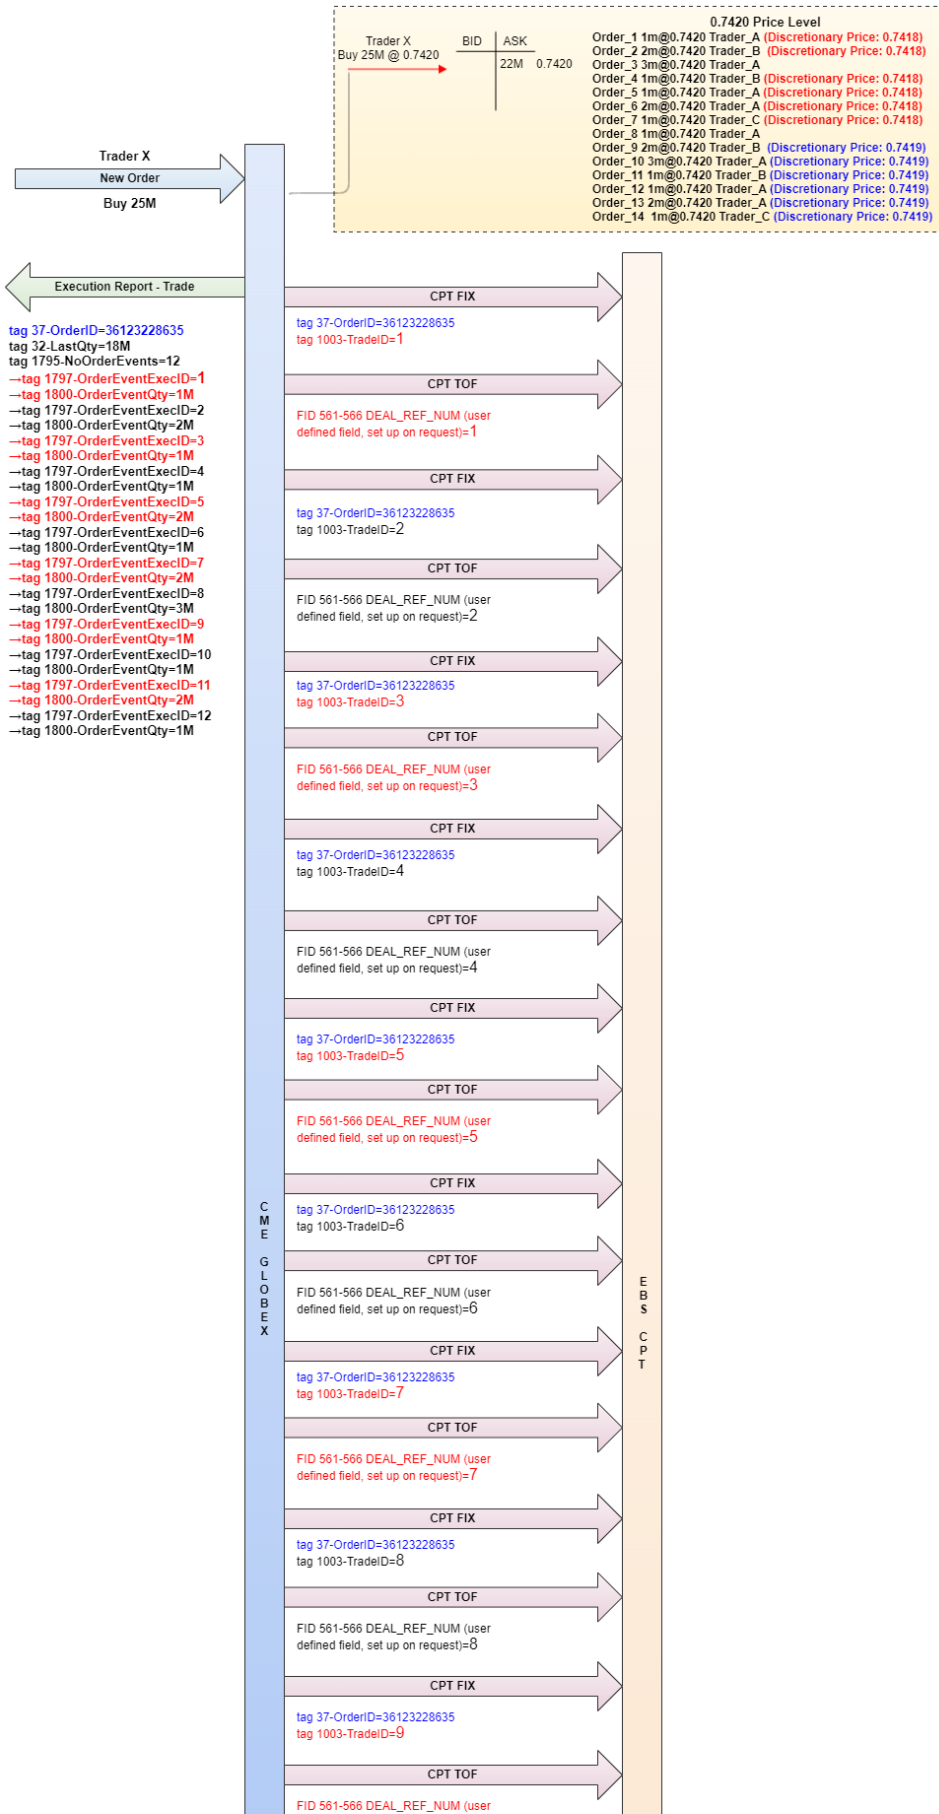 0.7420 Price Level
Trader X
Buy 25M @ 0.7420
BID
ASK
22M
0.7420
Order_1 1m@0.7420 Trader_A (Discretionary Price: 0.7418)
Order_2 2m@0.7420 Trader_B (Discretionary Price: 0.7418)
Order_3 3m@0.7420 Trader_A
Order_4 1m@0.7420 Trader_B (Discretionary Price: 0.7418)
Order_5 1m@0.7420 Trader_A (Discretionary Price: 0.7418)
Order_6 2m@0.7420 Trader_A (Discretionary Price: 0.7418)
Order_7 1m@0.7420 Trader_C (Discretionary Price: 0.7418)
Order_8 1m@0.7420 Trader_A
Order_9 2m@0.7420 Trader_B (Discretionary Price: 0.7419)
Order_10 3m@0.7420 Trader_A (Discretionary Price: 0.7419)
Order_11 1m@0.7420 Trader_B (Discretionary Price: 0.7419)
Order_12 1m@0.7420 Trader_A (Discretionary Price: 0.7419)
Order_13 2m@0.7420 Trader_A (Discretionary Price: 0.7419)
Order_14 1m@0.7420 Trader_C (Discretionary Price: 0.7419)
Trader X
New Order
Buy 25M
Execution Report - Trade
tag 37-OrderID=36123228635
tag 32-LastQty=18M
tag 1795-NoOrderEvents=12
→tag 1797-OrderEventExecID=1
→tag 1800-OrderEventQty=1M
→tag 1797-OrderEventExecID=2
→tag 1800-OrderEventQty=2M
→tag 1797-OrderEventExecID=3
→tag 1800-OrderEventQty=1M
→tag 1797-OrderEventExecID=4
→tag 1800-OrderEventQty=1M
→tag 1797-OrderEventExecID=5
→tag 1800-OrderEventQty=2M
→tag 1797-OrderEventExecID=6
→tag 1800-OrderEventQty=1M
→tag 1797-OrderEventExecID=7
→tag 1800-OrderEventQty=2M
→tag 1797-OrderEventExecID=8
→tag 1800-OrderEventQty=3M
→tag 1797-OrderEventExecID=9
→tag 1800-OrderEventQty=1M
→tag 1797-OrderEventExecID=10
→tag 1800-OrderEventQty=1M
→tag 1797-OrderEventExecID=11
→tag 1800-OrderEventQty=2M
→tag 1797-OrderEventExecID=12
→tag 1800-OrderEventQty=1M
CME GLOBEX
CPT FIX
tag 37-OrderID=36123228635
tag 1003-TradeID=1
CPT TOF
FID 561-566 DEAL_REF_NUM (user
defined field, set up on request)=1
CPT FIX
tag 37-OrderID=36123228635
tag 1003-TradeID=2
CPT TOF
FID 561-566 DEAL_REF_NUM (user
defined field, set up on request)=2
CPT FIX
tag 37-OrderID=36123228635
tag 1003-TradeID=3
CPT TOF
FID 561-566 DEAL_REF_NUM (user
defined field, set up on request)=3
CPT FIX
tag 37-OrderID=36123228635
tag 1003-TradeID=4
CPT TOF
FID 561-566 DEAL_REF_NUM (user
defined field, set up on request)=4
CPT FIX
tag 37-OrderID=36123228635
tag 1003-TradeID=5
CPT TOF
FID 561-566 DEAL_REF_NUM (user
defined field, set up on request)=5
CPT FIX
tag 37-OrderID=36123228635
tag 1003-TradeID=6
CPT TOF
FID 561-566 DEAL_REF_NUM (user
defined field, set up on request)=6
CPT FIX
tag 37-OrderID=36123228635
tag 1003-TradeID=7
CPT TOF
FID 561-566 DEAL_REF_NUM (user
defined field, set up on request)=7
CPT FIX
tag 37-OrderID=36123228635
tag 1003-TradeID=8
CPT TOF
FID 561-566 DEAL_REF_NUM (user
defined field, set up on request)=8
CPT FIX
tag 37-OrderID=36123228635
tag 1003-TradeID=9
CPT TOF
FID 561-566 DEAL_REF_NUM (user
EBS CPT